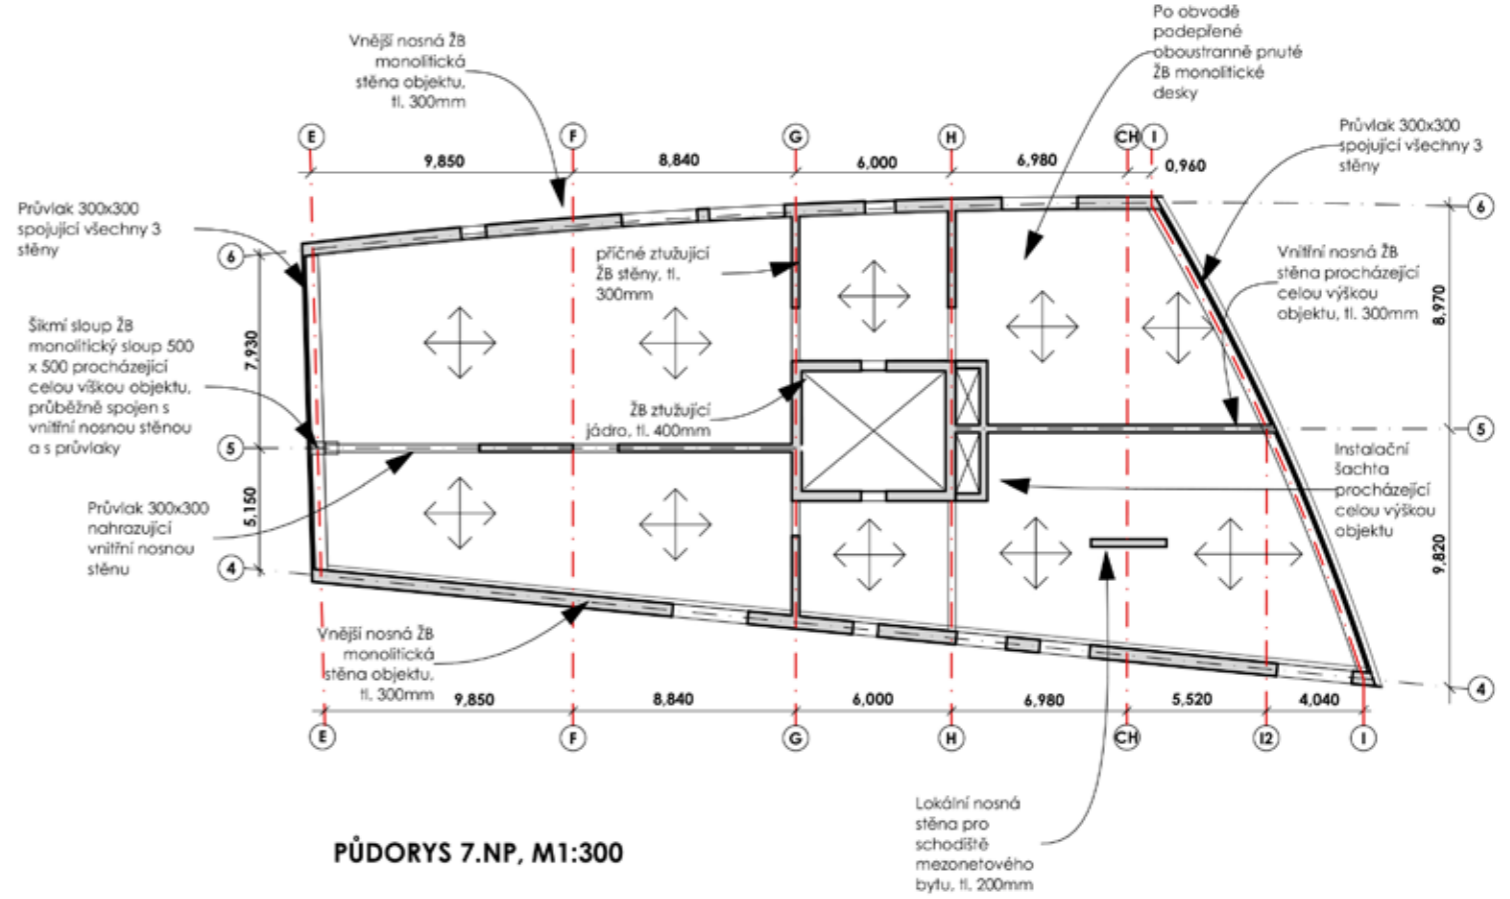 Vnější nosná ŽB
monolitická
stěna objektu,
tl. 300mm
Po obvodě
podepřené
oboustranně pnuté
ŽB monolitické
desky
Průvlak 300x300
spojující všechny 3
stěny
E
F
G
H
CH
I
9,850
8,840
6,000
6,980
0,960
Průvlak 300x300
spojující všechny 3
stěny
6
6
příčné ztužující
ŽB stěny, tl.
300mm
Vnitřní nosná ŽB
stěna procházející
celou výškou
objektu, tl. 300mm
8,970
Šikmí sloup ŽB
monolitický sloup 500
x 500 procházející
celou víškou objektu,
průběžně spojen s
vnitřní nosnou stěnou
a s průvlaky
7,930
ŽB ztužující
jádro, tl. 400mm
5
5
Instalační
šachta
procházející
celou výškou
objektu
Průvlak 300x300
nahrazující
vnitřní nosnou
stěnu
5,150
9,820
4
4
Vnější nosná ŽB
monolitická
stěna objektu,
tl. 300mm
9,850
8,840
6,000
6,980
5,520
4,040
E
F
G
H
CH
I2
I
Lokální nosná
stěna pro
schodiště
mezonetového
bytu, tl. 200mm
PŮDORYS 7.NP, M1:300